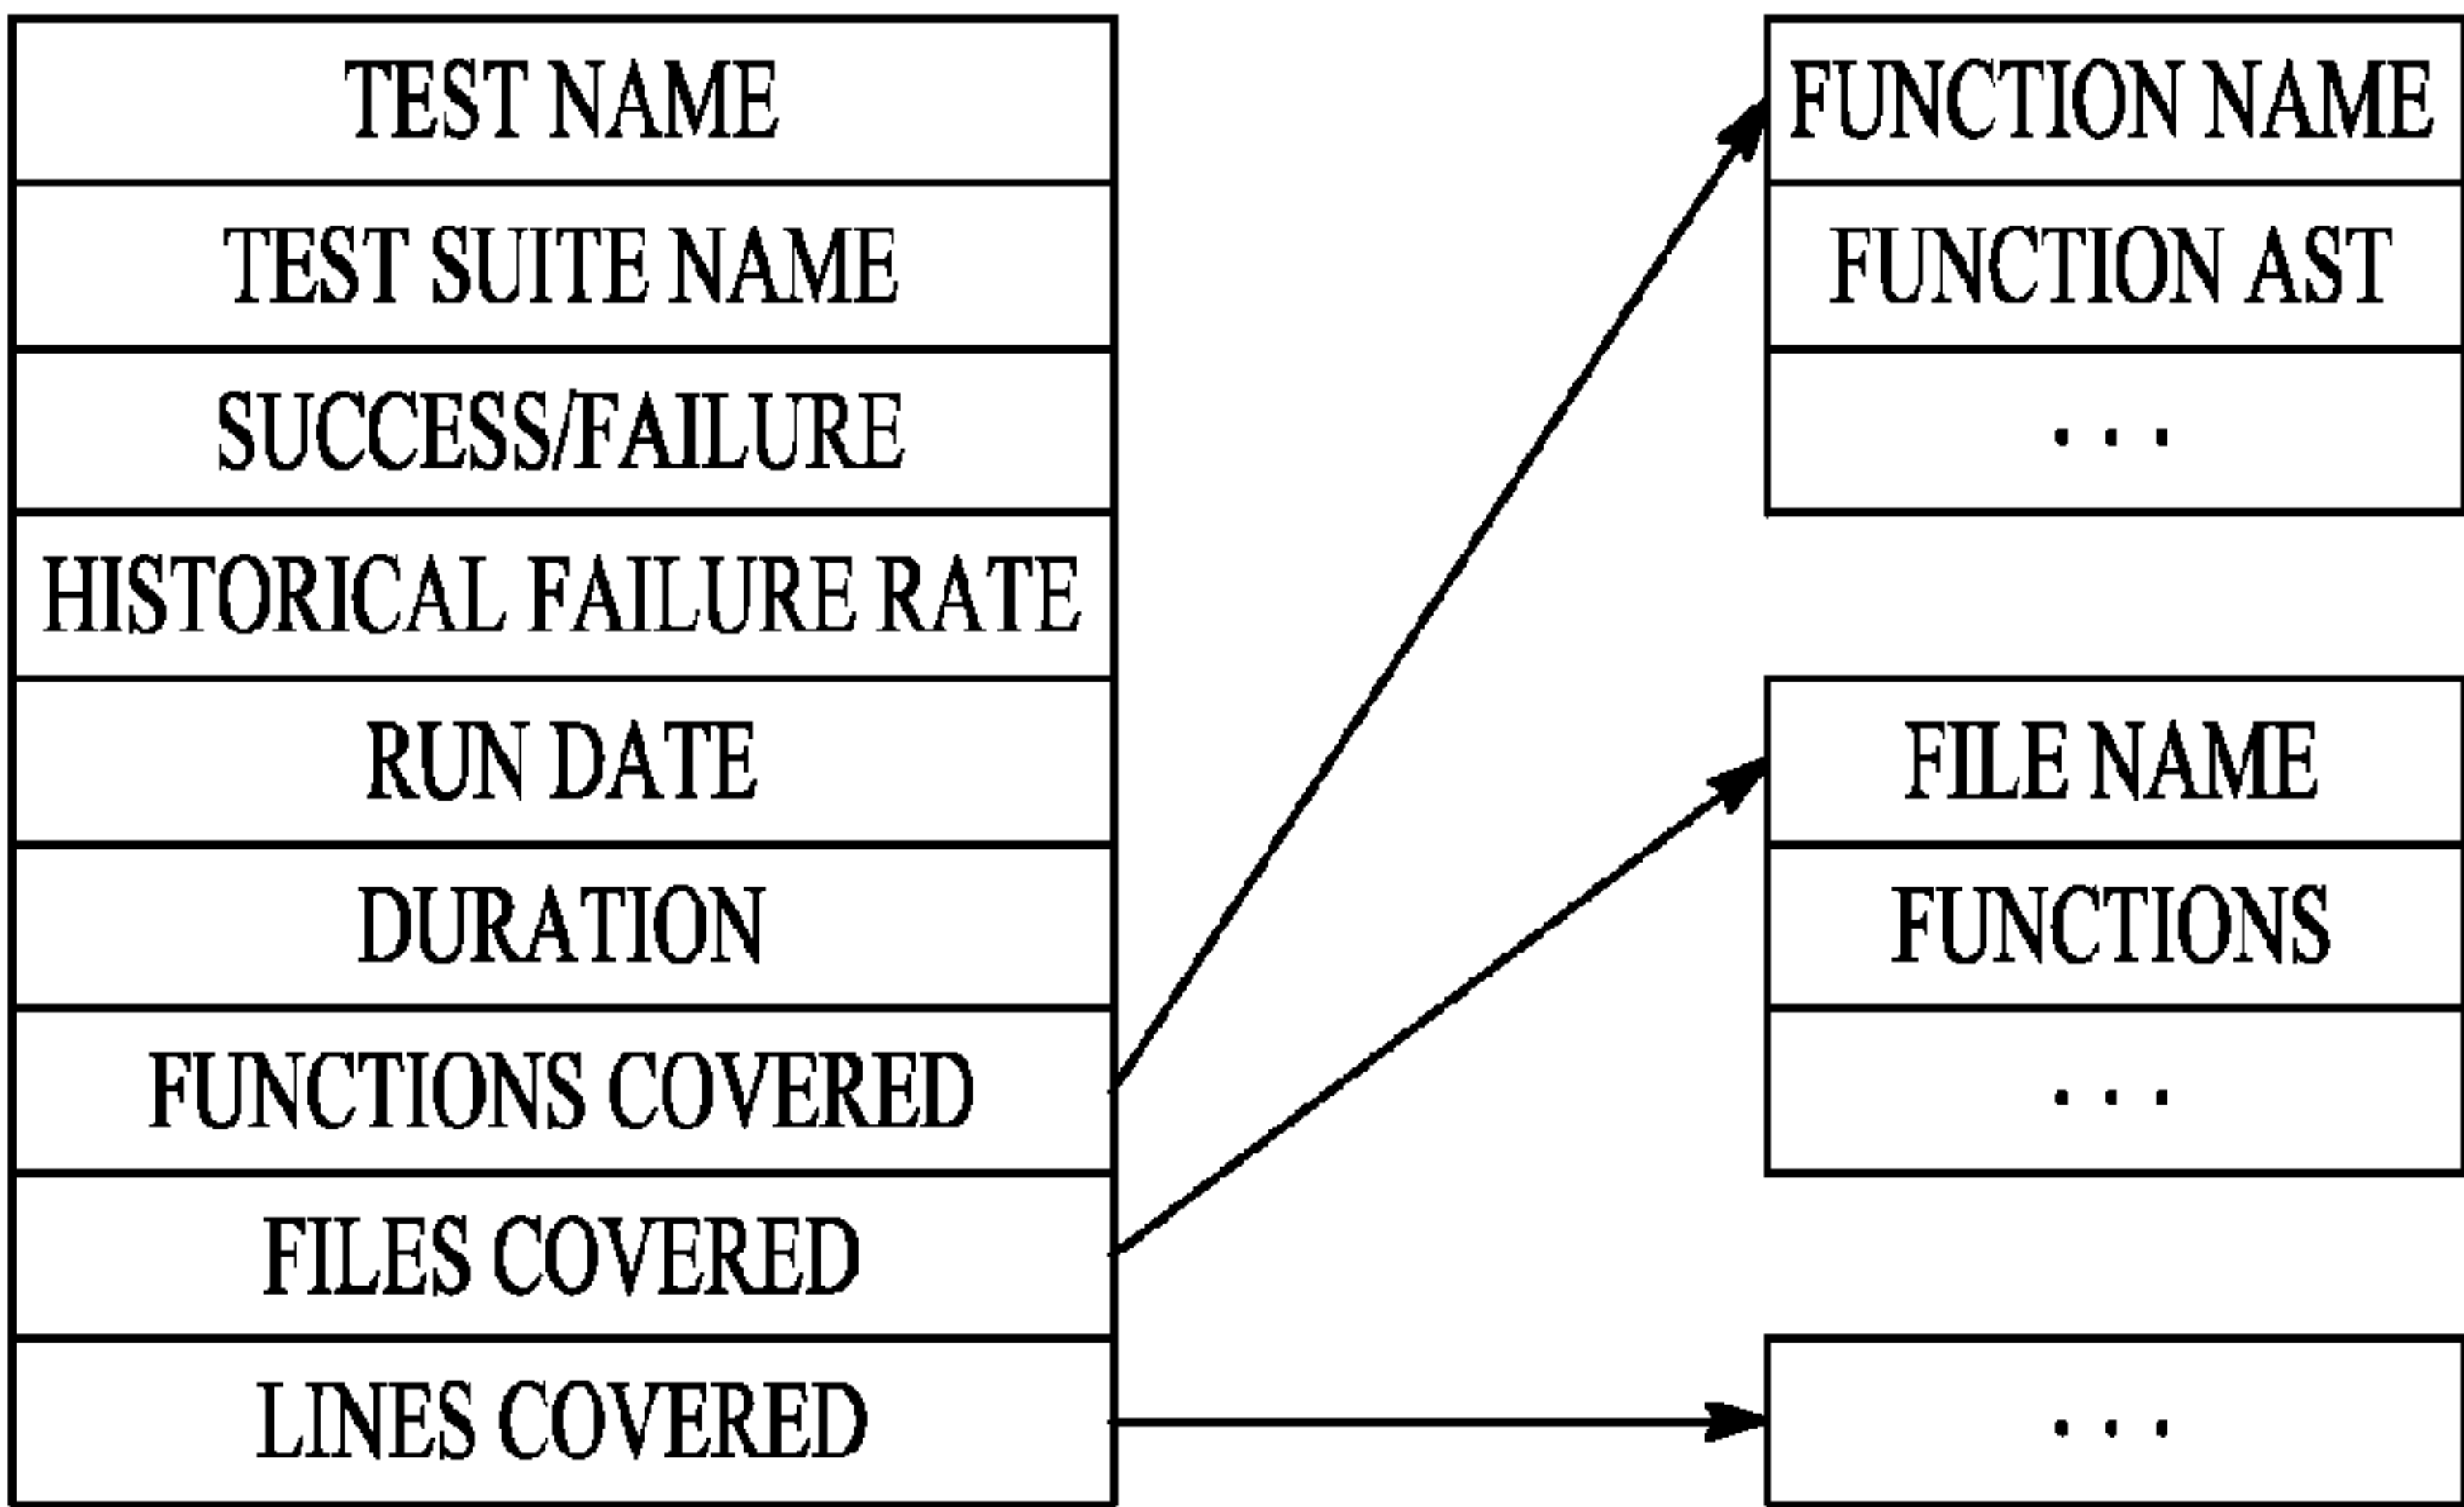 TEST NAME
TEST SUITE NAME
SUCCESS/FAILURE
HISTORICAL FAILURE RATE
RUN DATE
DURATION
FUNCTIONS COVERED
FILES COVERED
LINES COVERED
FUNCTION NAME
FUNCTION AST
. . .
FILE NAME
FUNCTIONS
. . .
. . .